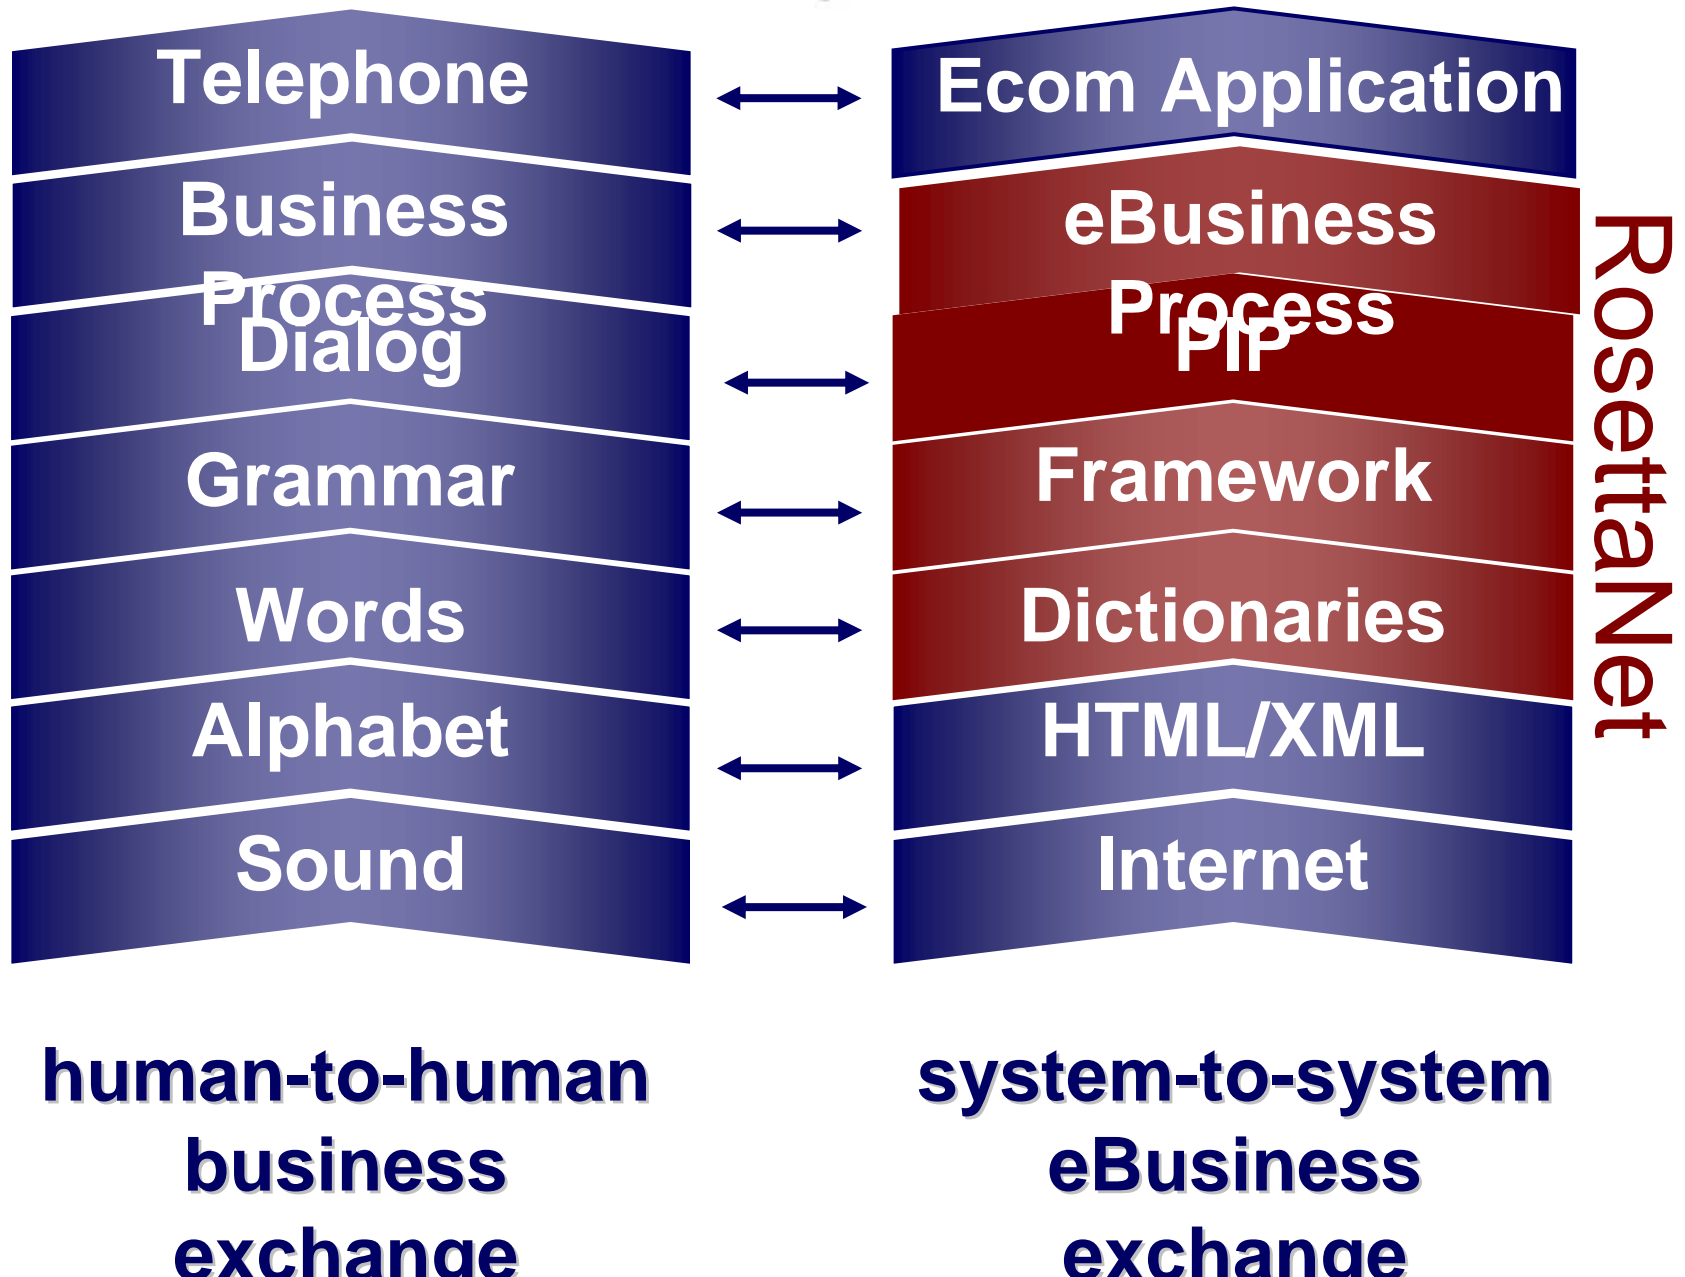 Telephone
Business
Process
Dialog
Grammar
Words
Alphabet
Sound
human-to-human
business
exchange
Ecom Application
eBusiness
Process
PIP
Framework
Dictionaries
HTML/XML
Internet
system-to-system
eBusiness
exchange
RosettaNet